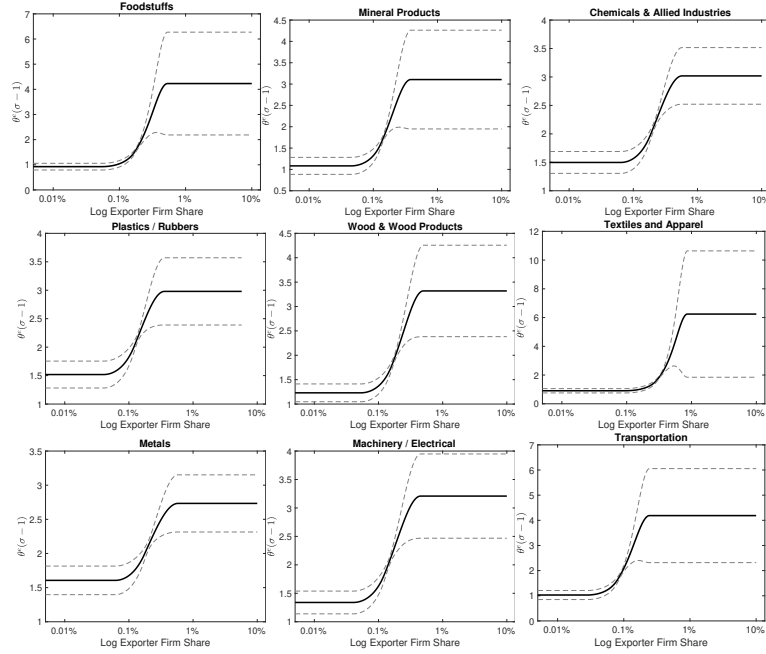 Foodstuffs
7
6
5
4
3
2
1
0
θᵉ(σ − 1)
0.01% 0.1% 1% 10%
Log Exporter Firm Share
Mineral Products
4.5
4
3.5
3
2.5
2
1.5
1
0.5
θᵉ(σ − 1)
0.01% 0.1% 1% 10%
Log Exporter Firm Share
Chemicals & Allied Industries
4
3.5
3
2.5
2
1.5
1
θᵉ(σ − 1)
0.01% 0.1% 1% 10%
Log Exporter Firm Share
Plastics / Rubbers
4
3.5
3
2.5
2
1.5
1
θᵉ(σ − 1)
0.01% 0.1% 1% 10%
Log Exporter Firm Share
Wood & Wood Products
4.5
4
3.5
3
2.5
2
1.5
1
θᵉ(σ − 1)
0.01% 0.1% 1% 10%
Log Exporter Firm Share
Textiles and Apparel
12
10
8
6
4
2
0
θᵉ(σ − 1)
0.01% 0.1% 1% 10%
Log Exporter Firm Share
Metals
3.5
3
2.5
2
1.5
1
θᵉ(σ − 1)
0.01% 0.1% 1% 10%
Log Exporter Firm Share
Machinery / Electrical
4
3.5
3
2.5
2
1.5
1
θᵉ(σ − 1)
0.01% 0.1% 1% 10%
Log Exporter Firm Share
Transportation
7
6
5
4
3
2
1
0
θᵉ(σ − 1)
0.01% 0.1% 1% 10%
Log Exporter Firm Share